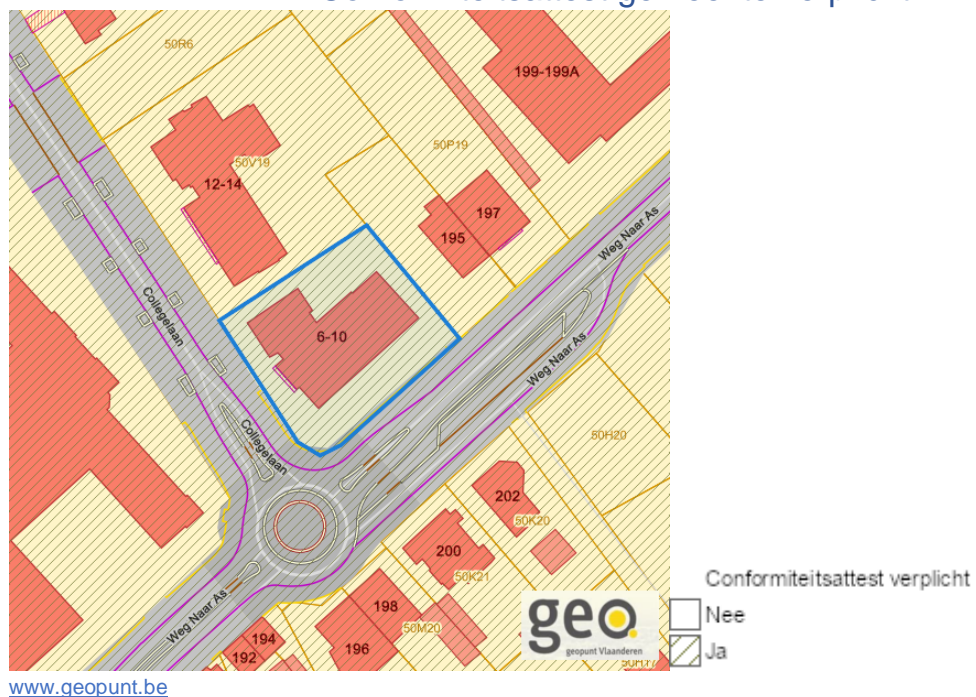 50R6
199-199A
50P19
50V19
12-14
197
195
Weg Naar As
6-10
Collegelaan
Weg Naar As
Collegelaan
50H20
202
50K20
200
50K21
198
50M20
196
Weg Naar As
194
192
50H17
geo.
geopunt Vlaanderen
Conformiteitsattest verplicht
Nee
Ja
www.geopunt.be